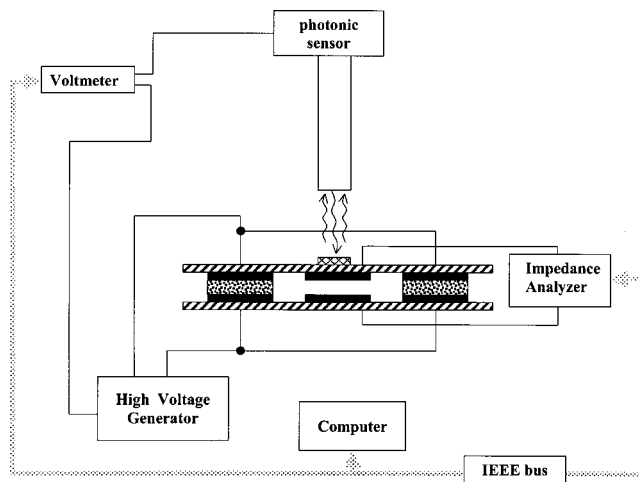 photonic
sensor
Voltmeter
Impedance
Analyzer
High Voltage
Generator
Computer
IEEE bus